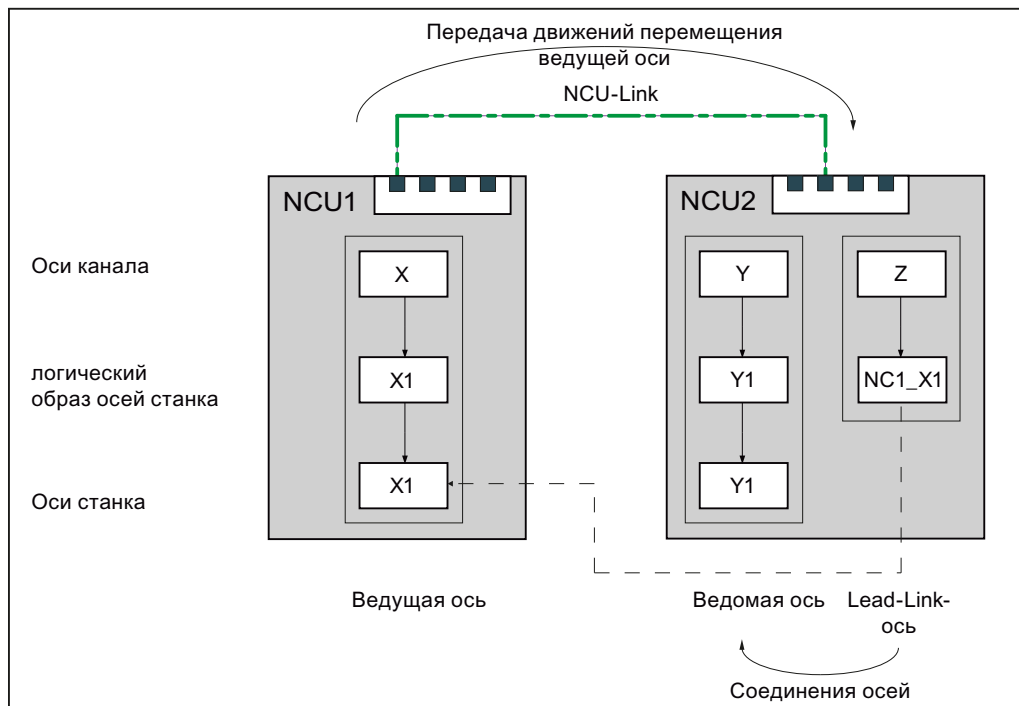 Передача движений перемещения
ведущей оси
NCU-Link
NCU1
NCU2
Оси канала
X
Y
Z
логический
образ осей станка
X1
Y1
NC1_X1
Оси станка
X1
Y1
Ведущая ось
Ведомая ось
Lead-Link-
ось
Соединения осей